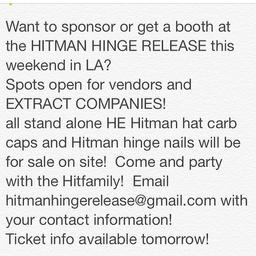 Want to sponsor or get a booth at
the HITMAN HINGE RELEASE this
weekend in LA?
Spots open for vendors and
EXTRACT COMPANIES!
all stand alone HE Hitman hat carb
caps and Hitman hinge nails will be
for sale on site!  Come and party
with the Hitfamily!  Email
hitmanhingerelease@gmail.com with
your contact information!
Ticket info available tomorrow!